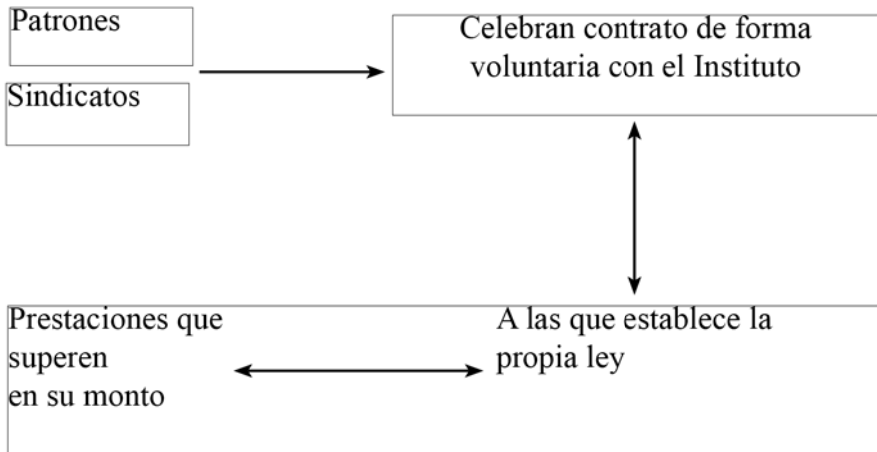 Patrones
Sindicatos
Celebran contrato de forma
voluntaria con el Instituto
Prestaciones que
superen
en su monto
A las que establece la
propia ley